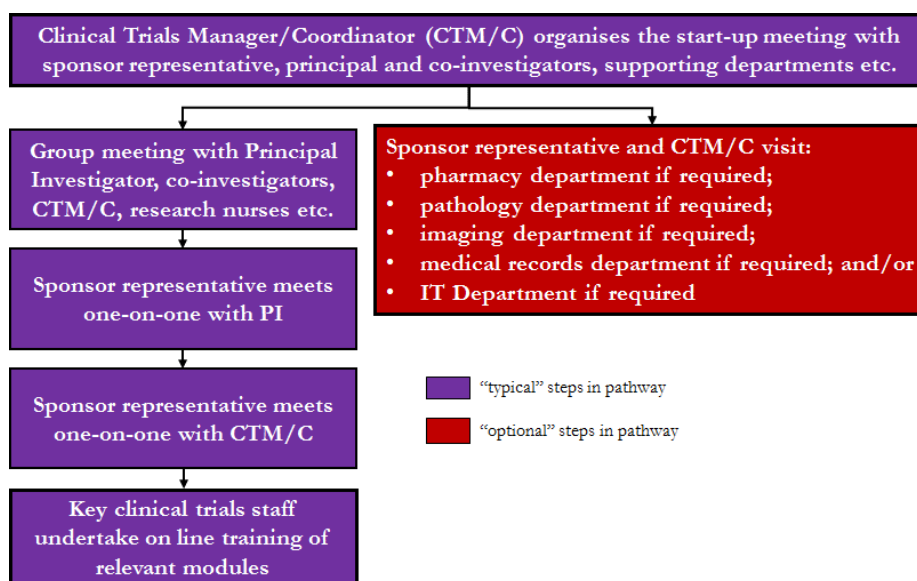 Clinical Trials Manager/Coordinator (CTM/C) organises the start-up meeting with
sponsor representative, principal and co-investigators, supporting departments etc.
Group meeting with Principal
Investigator, co-investigators,
CTM/C, research nurses etc.
Sponsor representative and CTM/C visit:
• pharmacy department if required;
• pathology department if required;
• imaging department if required;
• medical records department if required; and/or
• IT Department if required
Sponsor representative meets
one-on-one with PI
Sponsor representative meets
one-on-one with CTM/C
"typical" steps in pathway
"optional" steps in pathway
Key clinical trials staff
undertake on line training of
relevant modules